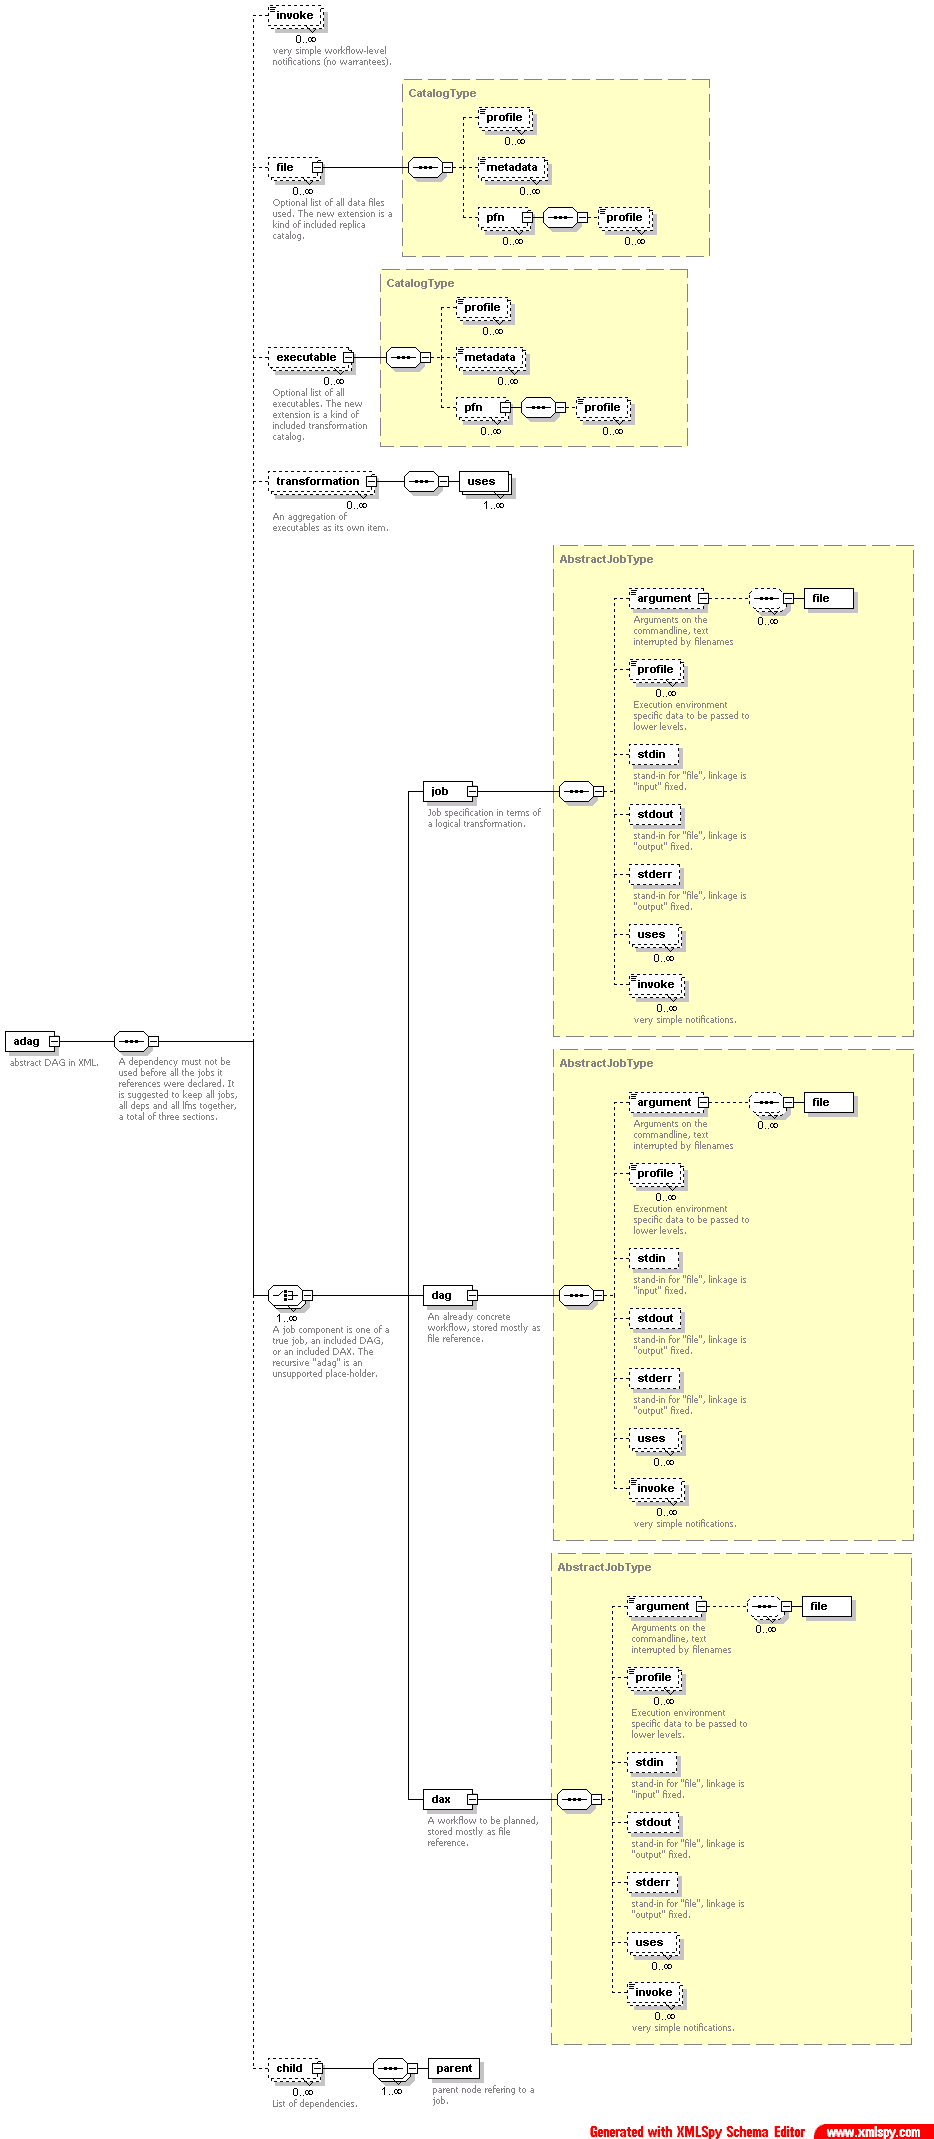 invoke
0..∞
very simple workflow-level
notifications (no warrantees).
CatalogType
profile
0..∞
file
0..∞
Optional list of all data files
used. The new extension is a
kind of included replica
catalog.
metadata
0..∞
pfn
0..∞
profile
0..∞
CatalogType
profile
0..∞
executable
0..∞
Optional list of all
executables. The new
extension is a kind of
included transformation
catalog.
metadata
0..∞
pfn
0..∞
profile
0..∞
transformation
0..∞
An aggregation of
executables as its own item.
uses
1..∞
adag
abstract DAG in XML.
A dependency must not be
used before all the jobs it
references were declared. It
is suggested to keep all jobs,
all deps and all lfns together,
a total of three sections.
1..∞
A job component is one of a
true job, an included DAG,
or an included DAX. The
recursive "adag" is an
unsupported place-holder.
job
Job specification in terms of
a logical transformation.
AbstractJobType
argument
Arguments on the
commandline, text
interrupted by filenames
0..∞
file
profile
0..∞
Execution environment
specific data to be passed to
lower levels.
stdin
stand-in for "file", linkage is
"input" fixed.
stdout
stand-in for "file", linkage is
"output" fixed.
stderr
stand-in for "file", linkage is
"output" fixed.
uses
0..∞
invoke
0..∞
very simple notifications.
dag
An already concrete
workflow, stored mostly as
file reference.
AbstractJobType
argument
Arguments on the
commandline, text
interrupted by filenames
0..∞
file
profile
0..∞
Execution environment
specific data to be passed to
lower levels.
stdin
stand-in for "file", linkage is
"input" fixed.
stdout
stand-in for "file", linkage is
"output" fixed.
stderr
stand-in for "file", linkage is
"output" fixed.
uses
0..∞
invoke
0..∞
very simple notifications.
dax
A workflow to be planned,
stored mostly as file
reference.
AbstractJobType
argument
Arguments on the
commandline, text
interrupted by filenames
0..∞
file
profile
0..∞
Execution environment
specific data to be passed to
lower levels.
stdin
stand-in for "file", linkage is
"input" fixed.
stdout
stand-in for "file", linkage is
"output" fixed.
stderr
stand-in for "file", linkage is
"output" fixed.
uses
0..∞
invoke
0..∞
very simple notifications.
child
0..∞
List of dependencies.
1..∞
parent
parent node refering to a
job.
Generated with XMLSpy Schema Editor
www.xmlspy.com